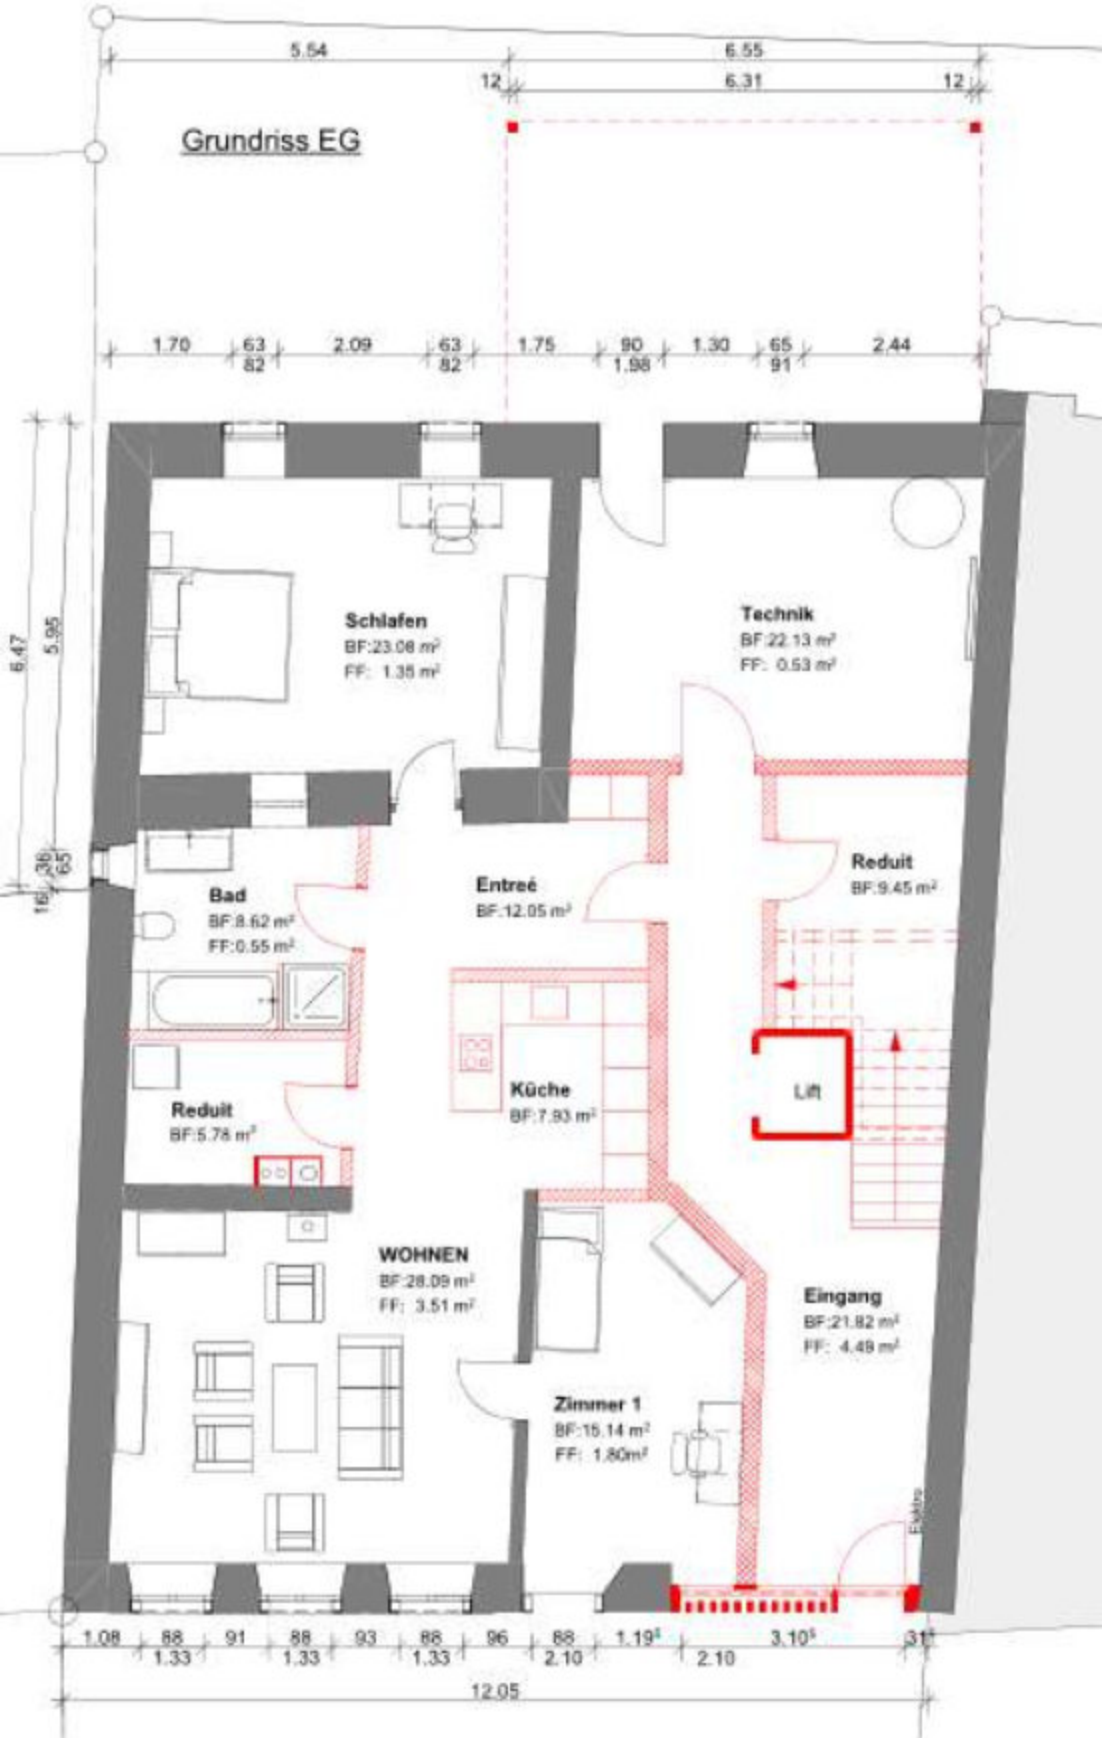 5.54 6.55
12 6.31 12
Grundriss EG
1.70 63 2.09 63 1.75 90 1.30 65 2.44
82 82 1.98 91
6.47
5.95
36
65
16
Schlafen
BF:23.08 m²
FF: 1.35 m²
Technik
BF:22.13 m²
FF: 0.53 m²
Bad
BF:8.62 m²
FF:0.55 m²
Entreé
BF:12.05 m²
Reduit
BF:9.45 m²
Reduit
BF:5.78 m²
Küche
BF:7.93 m²
Lift
WOHNEN
BF:28.09 m²
FF: 3.51 m²
Eingang
BF:21.82 m²
FF: 4.49 m²
Zimmer 1
BF:15.14 m²
FF: 1.80m²
Elektro
1.08 88 91 88 93 88 96 88 1.19⁵ 3.10⁵ 31⁵
1.33 1.33 1.33 2.10 2.10
12.05